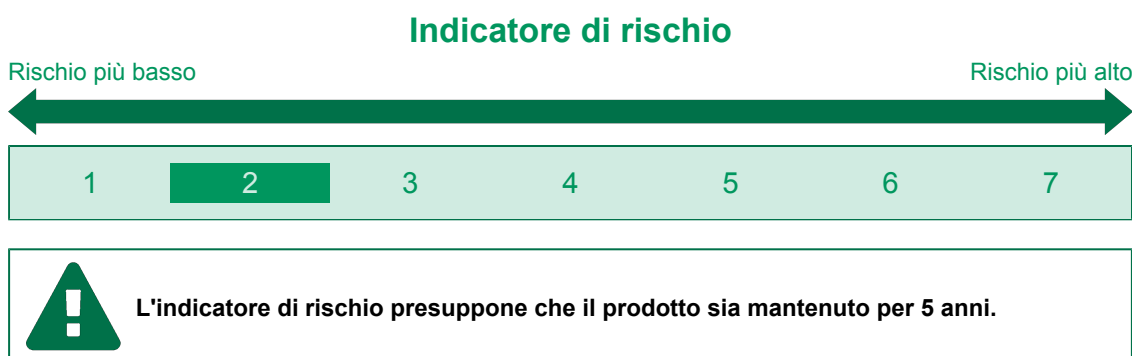 Indicatore di rischio
Rischio più basso Rischio più alto
1 2 3 4 5 6 7
L'indicatore di rischio presuppone che il prodotto sia mantenuto per 5 anni.